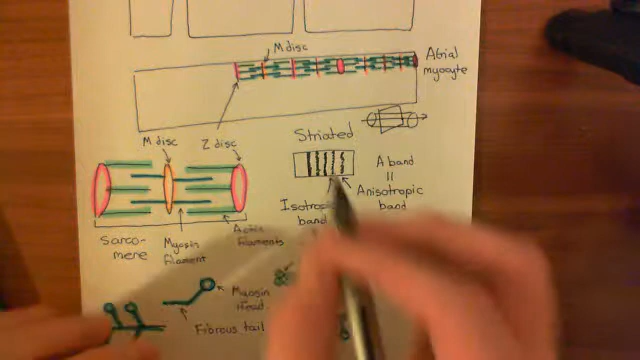 M disc
Atrial
myocyte
M disc
Z disc
Striated
A band
=
Anisotropic
band
Isotropic
band
Sarco-
mere
Myosin
filament
Actin
filaments
Myosin
Head
Fibrous tail